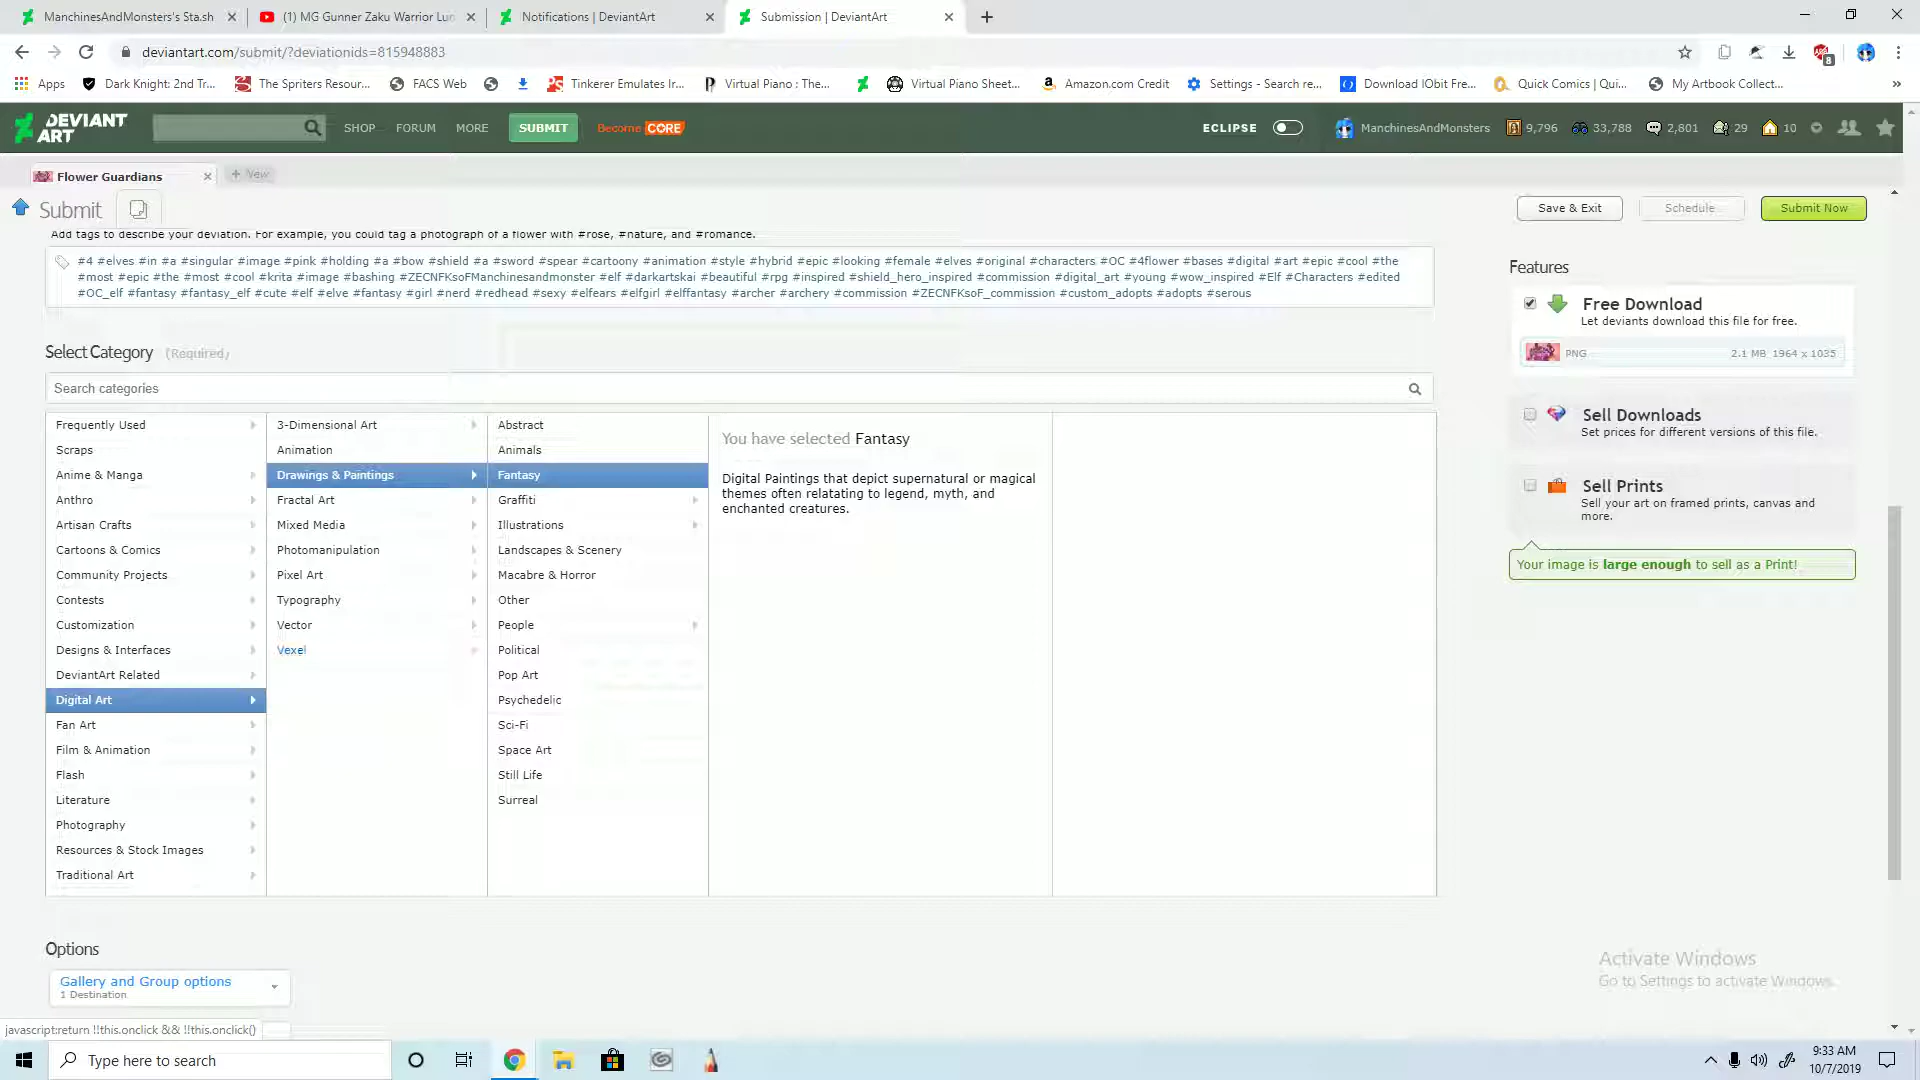 ManchinesAndMonsters's Sta.sh
(1) MG Gunner Zaku Warrior Lun
Notifications | DeviantArt
Submission | DeviantArt
deviantart.com/submit/?deviationids=815948883
8
Apps
Dark Knight: 2nd Tr...
The Spriters Resour...
FACS Web
Tinkerer Emulates Ir...
Virtual Piano : The...
Virtual Piano Sheet...
Amazon.com Credit
Settings - Search re...
Download IObit Fre...
Quick Comics | Qui...
My Artbook Collect...
»
DEVIANT
ART
SHOP
FORUM
MORE
SUBMIT
Become CORE
ECLIPSE
ManchinesAndMonsters
9,796
33,788
2,801
29
10
Flower Guardians
+ New
Submit
Save & Exit
Schedule
Submit Now
Add tags to describe your deviation. For example, you could tag a photograph of a flower with #rose, #nature, and #romance.
#4 #elves #in #a #singular #image #pink #holding #a #bow #shield #a #sword #spear #cartoony #animation #style #hybrid #epic #looking #female #elves #original #characters #OC #4flower #bases #digital #art #epic #cool #the
#most #epic #the #most #cool #krita #image #bashing #ZECNFKsoFManchinesandmonster #elf #darkartskai #beautiful #rpg #inspired #shield_hero_inspired #commission #digital_art #young #wow_inspired #Elf #Characters #edited
#OC_elf #fantasy #fantasy_elf #cute #elf #elve #fantasy #girl #nerd #redhead #sexy #elfears #elfgirl #elffantasy #archer #archery #commission #ZECNFKsoF_commission #custom_adopts #adopts #serous
Select Category (Required)
Search categories
Frequently Used
Scraps
Anime & Manga
Anthro
Artisan Crafts
Cartoons & Comics
Community Projects
Contests
Customization
Designs & Interfaces
DeviantArt Related
Digital Art
Fan Art
Film & Animation
Flash
Literature
Photography
Resources & Stock Images
Traditional Art
3-Dimensional Art
Animation
Drawings & Paintings
Fractal Art
Mixed Media
Photomanipulation
Pixel Art
Typography
Vector
Vexel
Abstract
Animals
Fantasy
Graffiti
Illustrations
Landscapes & Scenery
Macabre & Horror
Other
People
Political
Pop Art
Psychedelic
Sci-Fi
Space Art
Still Life
Surreal
You have selected Fantasy
Digital Paintings that depict supernatural or magical
themes often relatating to legend, myth, and
enchanted creatures.
Features
Free Download
Let deviants download this file for free.
PNG
2.1 MB 1964 x 1035
Sell Downloads
Set prices for different versions of this file.
Sell Prints
Sell your art on framed prints, canvas and
more.
Your image is large enough to sell as a Print!
Options
Gallery and Group options
1 Destination
Activate Windows
Go to Settings to activate Windows.
javascript:return !!this.onclick && !!this.onclick()
Type here to search
9:33 AM
10/7/2019